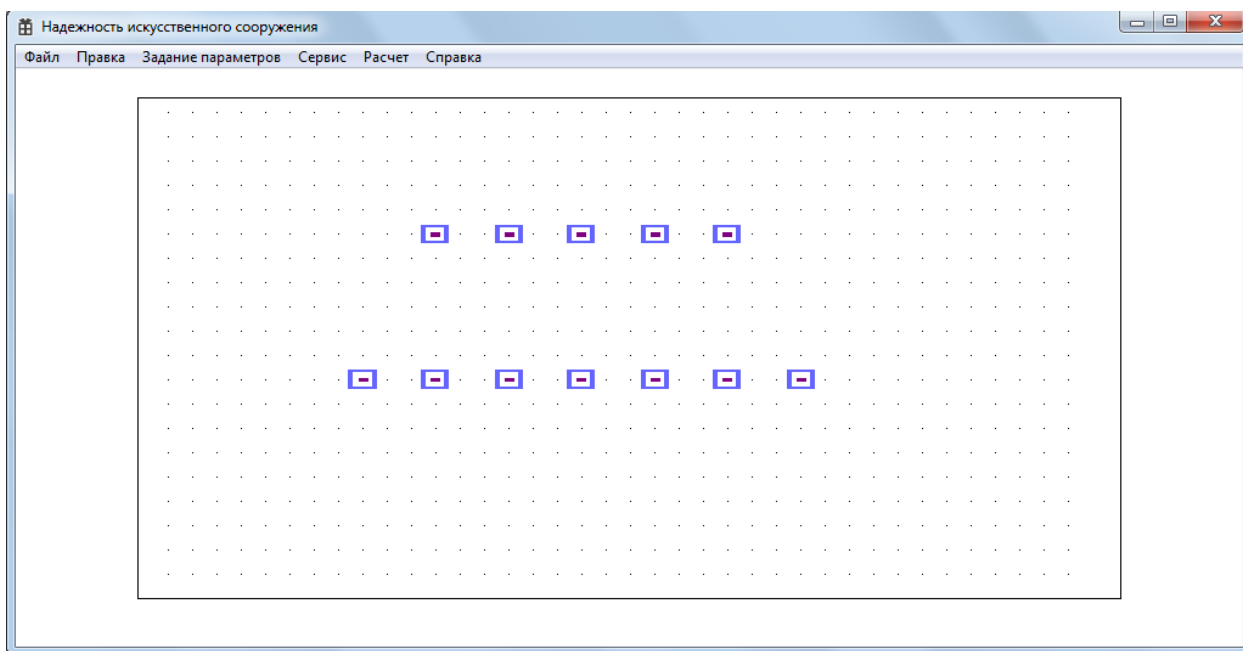 Надежность искусственного сооружения
Файл Правка Задание параметров Сервис Расчет Справка